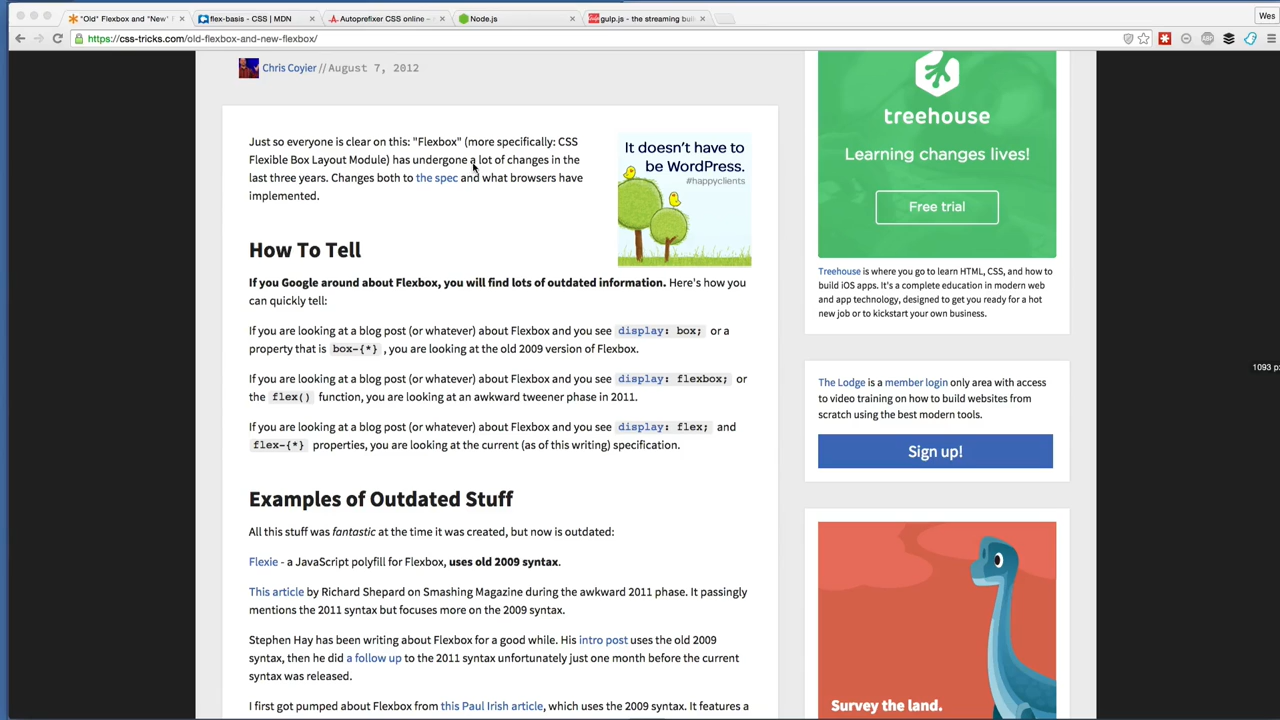 "Old" Flexbox and "New"
flex-basis - CSS | MDN
Autoprefixer CSS online -
Node.js
gulp.js - the streaming buil
Wes
https://css-tricks.com/old-flexbox-and-new-flexbox/
Chris Coyier // August 7, 2012
Just so everyone is clear on this: "Flexbox" (more specifically: CSS
Flexible Box Layout Module) has undergone a lot of changes in the
last three years. Changes both to the spec and what browsers have
implemented.
It doesn't have to
be WordPress.
#happyclients
How To Tell
If you Google around about Flexbox, you will find lots of outdated information. Here's how you
can quickly tell:
If you are looking at a blog post (or whatever) about Flexbox and you see display: box; or a
property that is box-{*} , you are looking at the old 2009 version of Flexbox.
If you are looking at a blog post (or whatever) about Flexbox and you see display: flexbox; or
the flex() function, you are looking at an awkward tweener phase in 2011.
If you are looking at a blog post (or whatever) about Flexbox and you see display: flex; and
flex-{*} properties, you are looking at the current (as of this writing) specification.
Examples of Outdated Stuff
All this stuff was fantastic at the time it was created, but now is outdated:
Flexie - a JavaScript polyfill for Flexbox, uses old 2009 syntax.
This article by Richard Shepard on Smashing Magazine during the awkward 2011 phase. It passingly
mentions the 2011 syntax but focuses more on the 2009 syntax.
Stephen Hay has been writing about Flexbox for a good while. His intro post uses the old 2009
syntax, then he did a follow up to the 2011 syntax unfortunately just one month before the current
syntax was released.
I first got pumped about Flexbox from this Paul Irish article, which uses the 2009 syntax. It features a
treehouse
Learning changes lives!
Free trial
Treehouse is where you go to learn HTML, CSS, and how to
build iOS apps. It's a complete education in modern web
and app technology, designed to get you ready for a hot
new job or to kickstart your own business.
The Lodge is a member login only area with access
to video training on how to build websites from
scratch using the best modern tools.
Sign up!
Survey the land.
1093 p
ABP